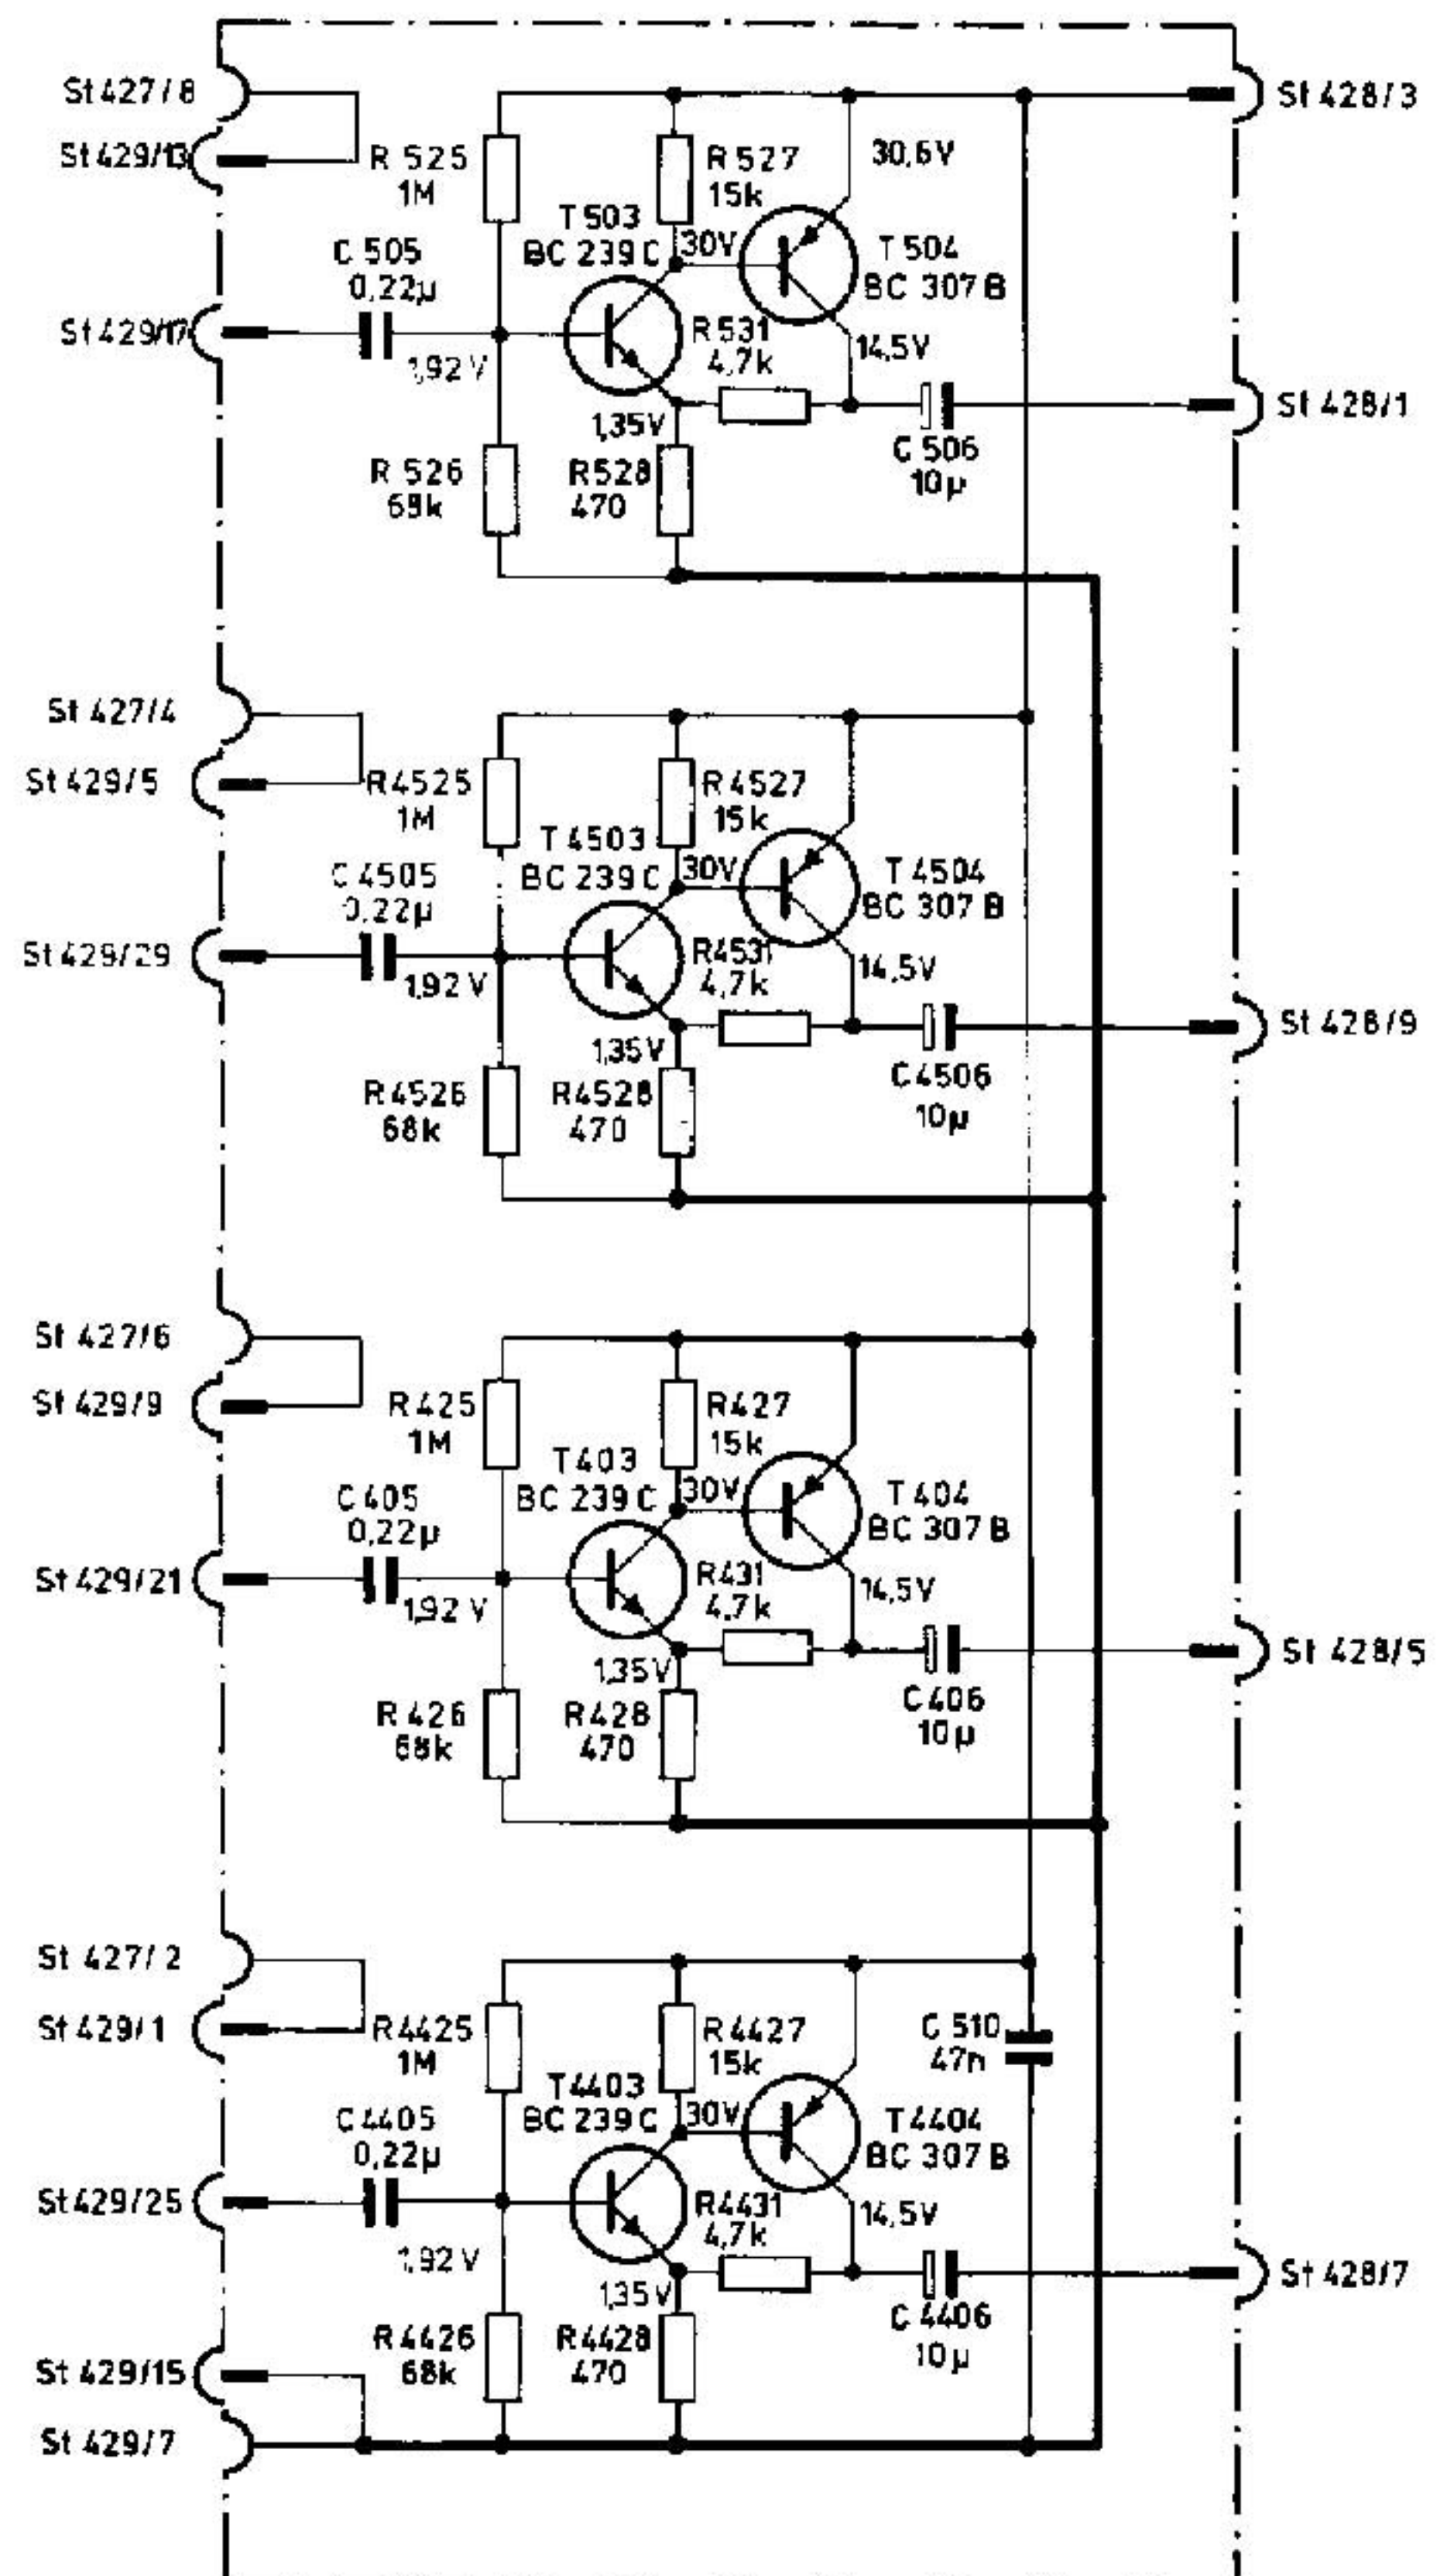 St 427/8
St 428/3
St 429/13
R 525
1M
R 527
15k
30,6V
T 503
BC 239 C
30V
T 504
BC 307 B
C 505
0,22µ
St 429/17
1,92 V
R 531
4,7k
14,5V
St 428/1
1,35V
C 506
10µ
R 526
68k
R528
470
St 427/4
St 429/5
R4525
1M
R 4527
15k
T 4503
BC 239 C
30V
T 4504
BC 307 B
C 4505
0,22µ
St 429/29
1,92 V
R4531
4,7k
14,5V
St 428/9
1,35V
C4506
10µ
R4526
68k
R4528
470
St 427/6
St 429/9
R 425
1M
R 427
15k
T 403
BC 239 C
30V
T 404
BC 307 B
C 405
0,22µ
St 429/21
1,92 V
R431
4,7k
14,5V
St 428/5
1,35V
C 406
10µ
R 426
68k
R 428
470
St 427/2
St 429/1
R4425
1M
R 4427
15k
C 510
47n
T4403
BC 239 C
30V
T 4404
BC 307 B
C 4405
0,22µ
St 429/25
1,92 V
R4431
4,7k
14,5V
St 428/7
1,35V
C 4406
10µ
R4426
68k
R4428
470
St 429/15
St 429/7